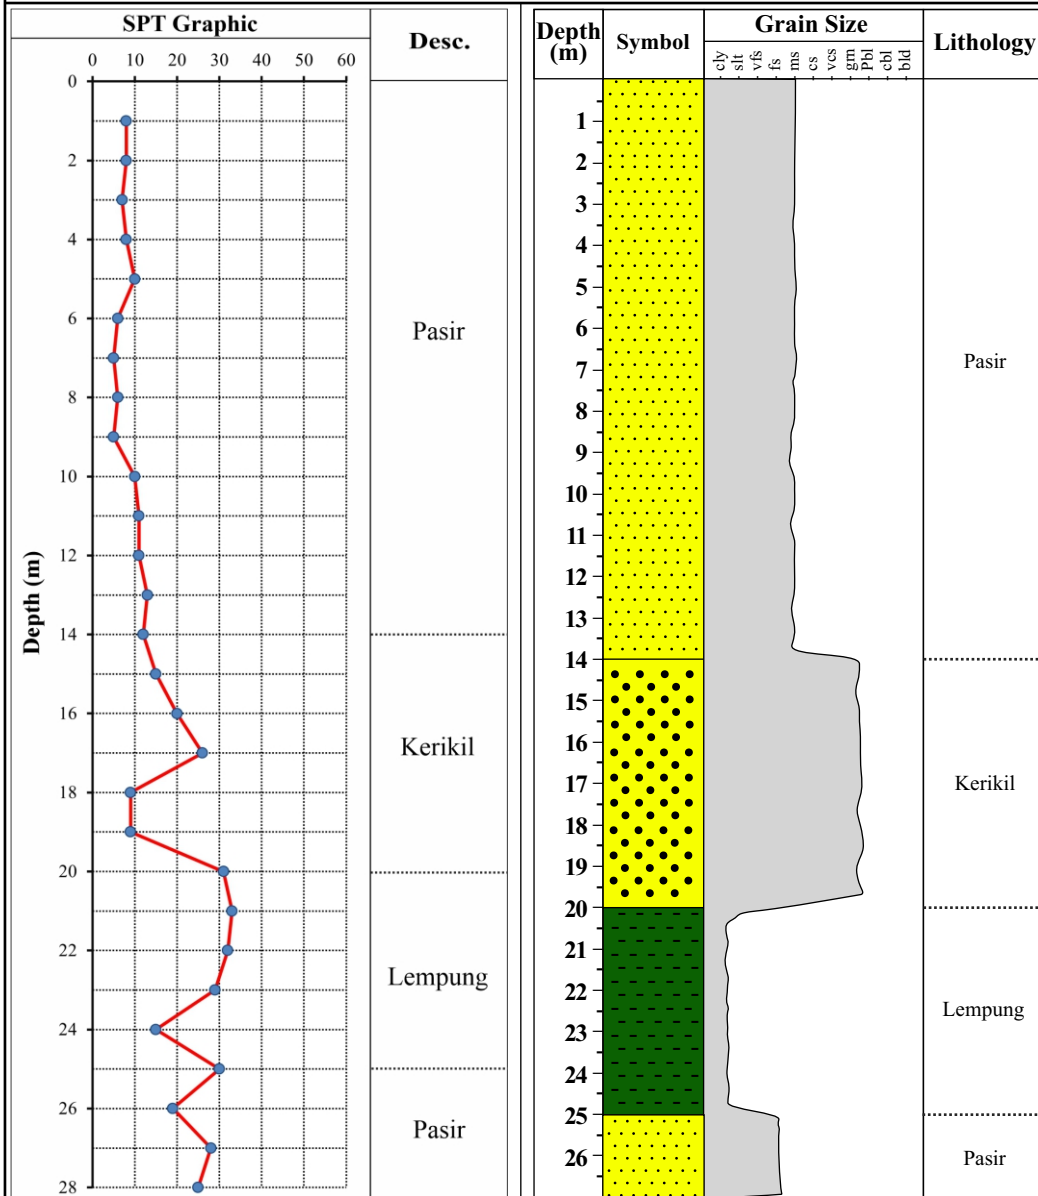 SPT Graphic
Desc.
0 10 20 30 40 50 60
0
2
4
6
8
10
12
14
16
18
20
22
24
26
28
Depth (m)
Pasir
Kerikil
Lempung
Pasir
Depth
(m)
Symbol
Grain Size
cly
slt
vfs
fs
ms
cs
vcs
grn
Pbl
cbl
bld
Lithology
1
2
3
4
5
6
7
8
9
10
11
12
13
14
15
16
17
18
19
20
21
22
23
24
25
26
Pasir
Kerikil
Lempung
Pasir